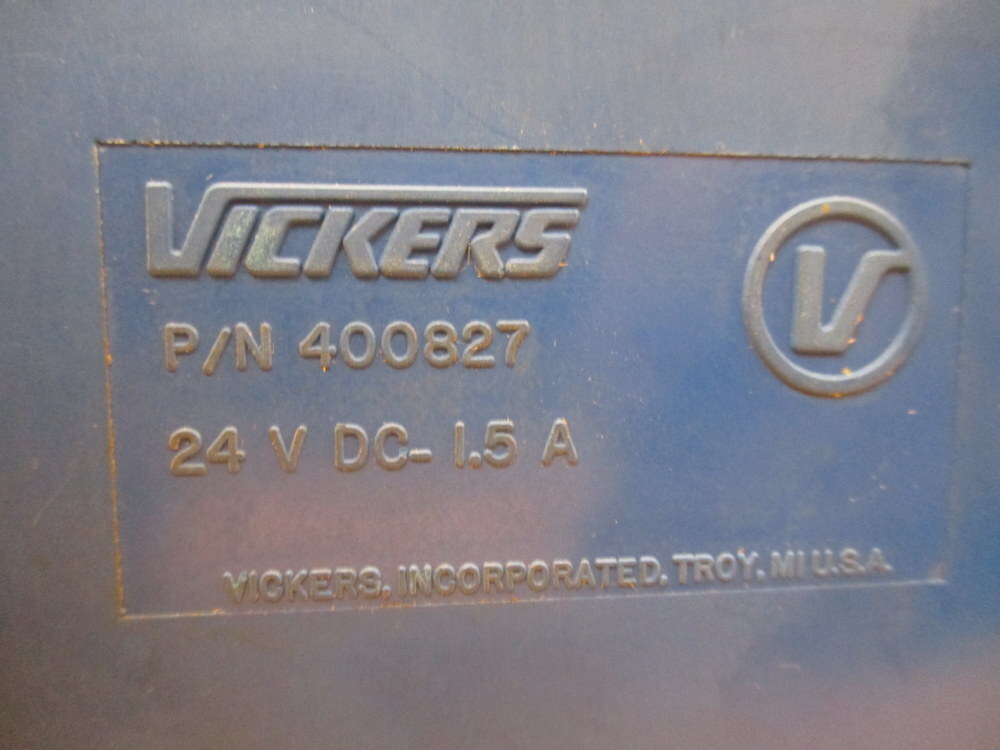 VICKERS
V
P/N 400827
24 V DC- 1.5 A
VICKERS, INCORPORATED, TROY, MI U.S.A.